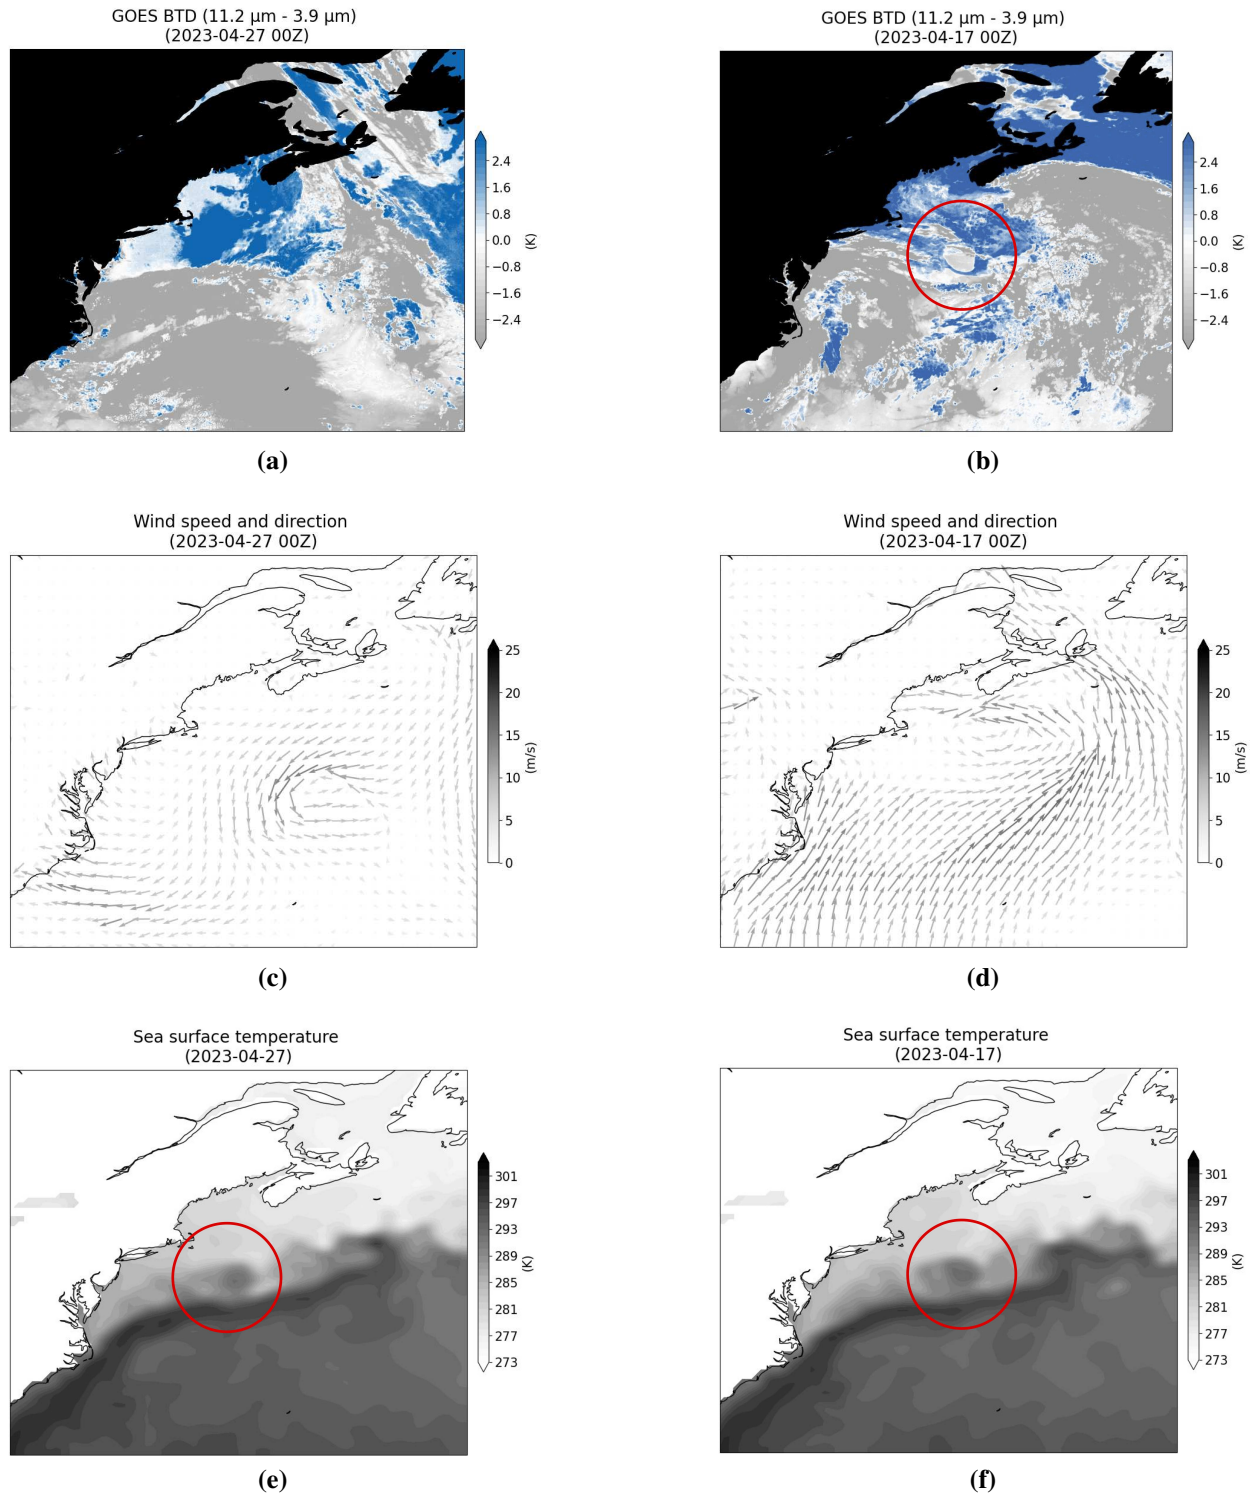 GOES BTD (11.2 µm - 3.9 µm)
(2023-04-27 00Z)
2.4
1.6
0.8
0.0
−0.8
−1.6
−2.4
(K)
(a)
GOES BTD (11.2 µm - 3.9 µm)
(2023-04-17 00Z)
2.4
1.6
0.8
0.0
−0.8
−1.6
−2.4
(K)
(b)
Wind speed and direction
(2023-04-27 00Z)
25
20
15
10
5
0
(m/s)
(c)
Wind speed and direction
(2023-04-17 00Z)
25
20
15
10
5
0
(m/s)
(d)
Sea surface temperature
(2023-04-27)
301
297
293
289
285
281
277
273
(K)
(e)
Sea surface temperature
(2023-04-17)
301
297
293
289
285
281
277
273
(K)
(f)